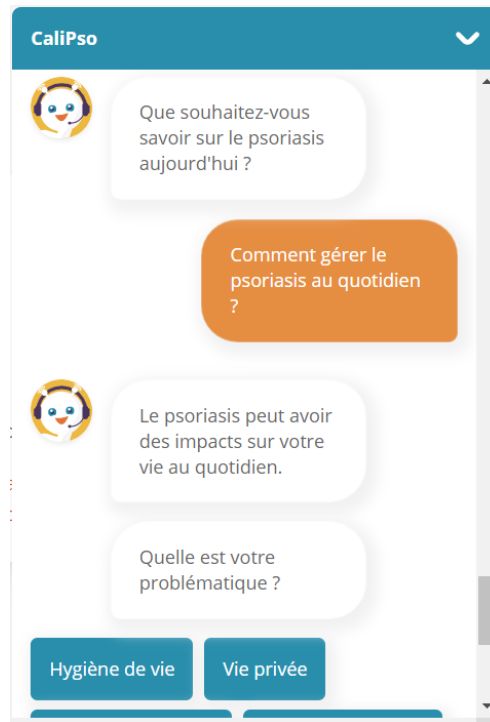 CaliPso
Que souhaitez-vous
savoir sur le psoriasis
aujourd'hui ?
Comment gérer le
psoriasis au quotidien
?
Le psoriasis peut avoir
des impacts sur votre
vie au quotidien.
Quelle est votre
problématique ?
Hygiène de vie
Vie privée